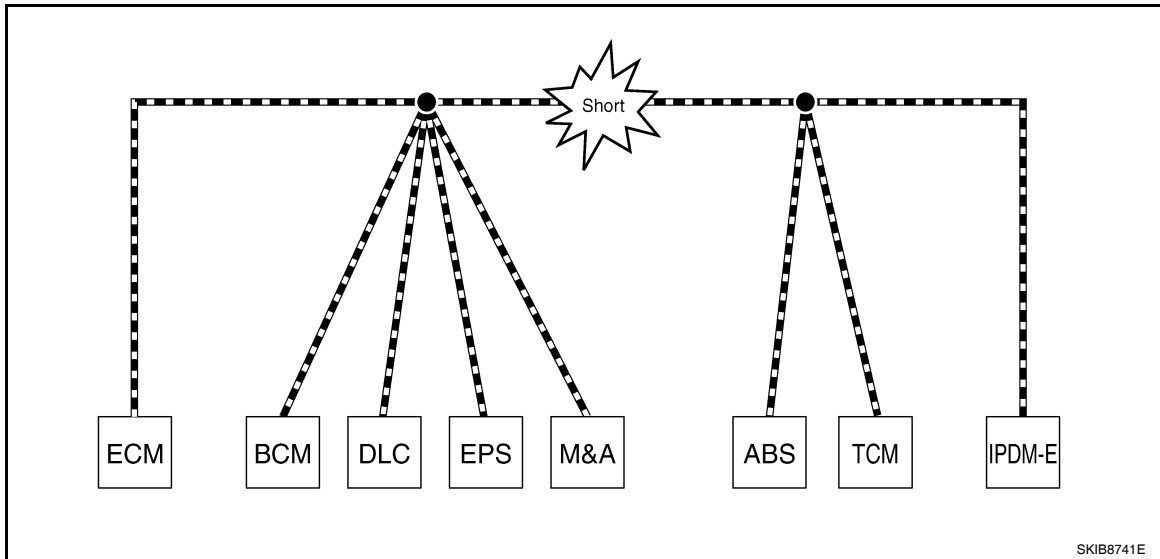 Short
ECM
BCM
DLC
EPS
M&A
ABS
TCM
IPDM-E
SKIB8741E